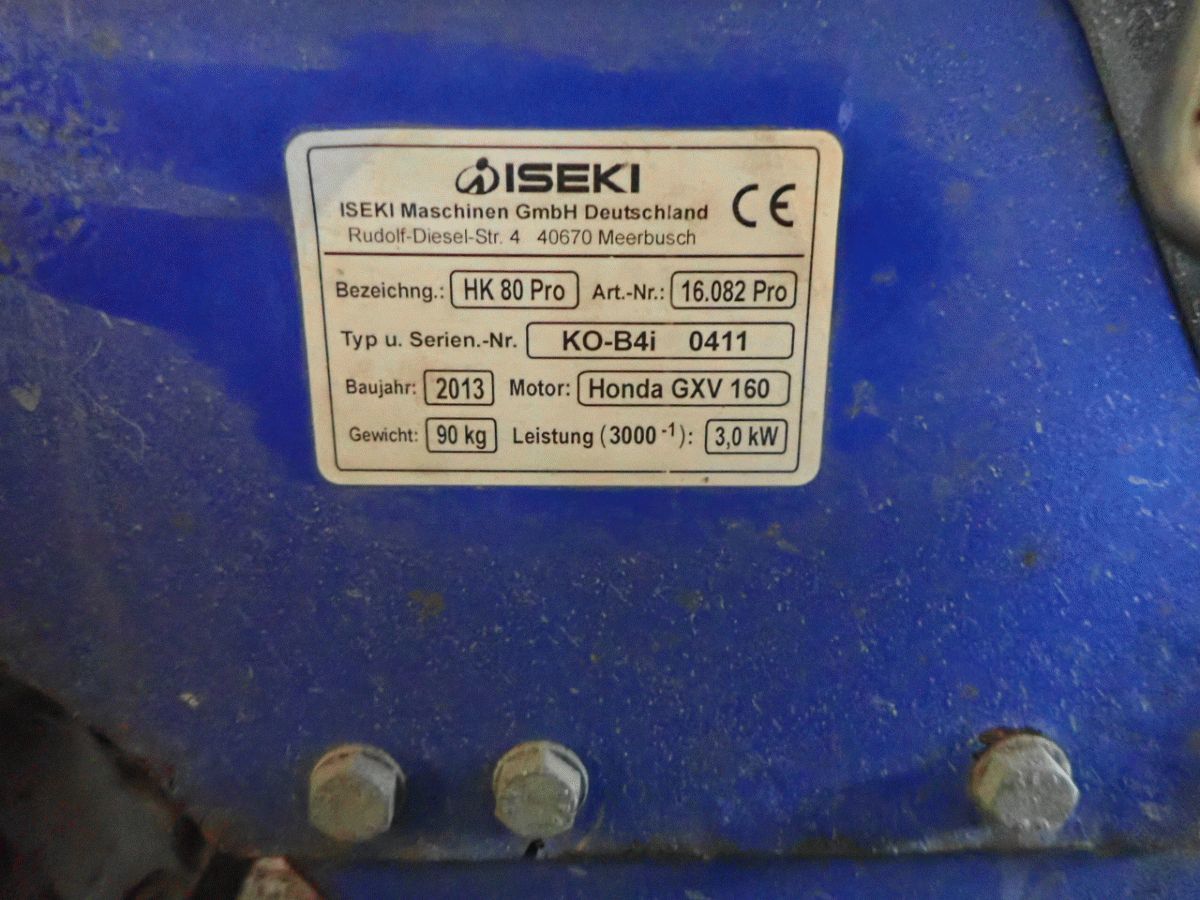 ISEKI
ISEKI Maschinen GmbH Deutschland
Rudolf-Diesel-Str. 4 40670 Meerbusch
CE
Bezeichng.: HK 80 Pro Art.-Nr.: 16.082 Pro
Typ u. Serien.-Nr. KO-B4i 0411
Baujahr: 2013 Motor: Honda GXV 160
Gewicht: 90 kg Leistung (3000⁻¹): 3,0 kW